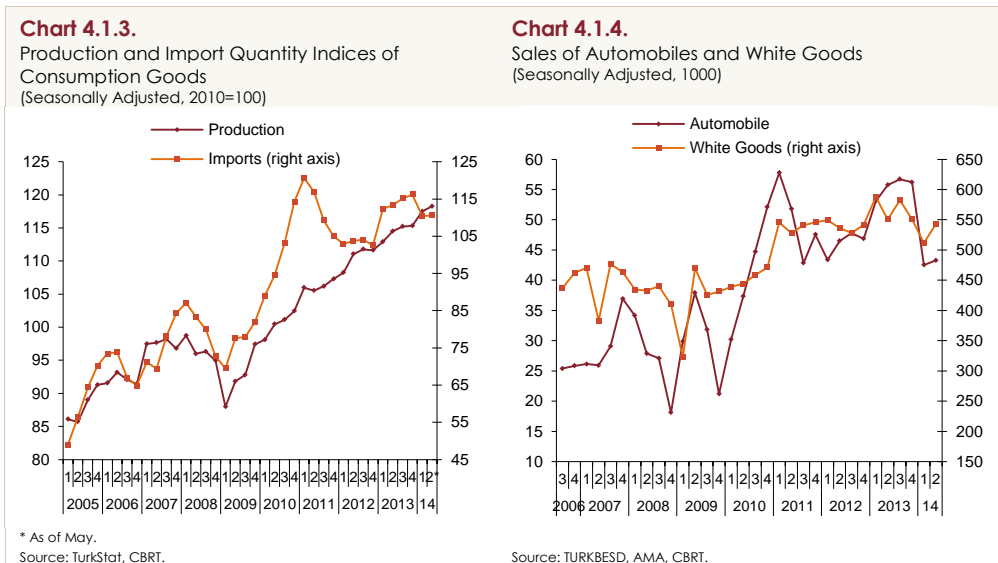 Chart 4.1.3.
Production and Import Quantity Indices of
Consumption Goods
(Seasonally Adjusted, 2010=100)
Production
Imports (right axis)
125
120
115
110
105
100
95
90
85
80
125
115
105
95
85
75
65
55
45
1 2 3 4 1 2 3 4 1 2 3 4 1 2 3 4 1 2 3 4 1 2 3 4 1 2 3 4 1 2 3 4 1 2 3 4 1 2*
2005 2006 2007 2008 2009 2010 2011 2012 2013 14
* As of May.
Source: TurkStat, CBRT.
Chart 4.1.4.
Sales of Automobiles and White Goods
(Seasonally Adjusted, 1000)
Automobile
White Goods (right axis)
60
55
50
45
40
35
30
25
20
15
10
650
600
550
500
450
400
350
300
250
200
150
3 4 1 2 3 4 1 2 3 4 1 2 3 4 1 2 3 4 1 2 3 4 1 2 3 4 1 2 3 4 1 2
2006 2007 2008 2009 2010 2011 2012 2013 14
Source: TURKBESD, AMA, CBRT.